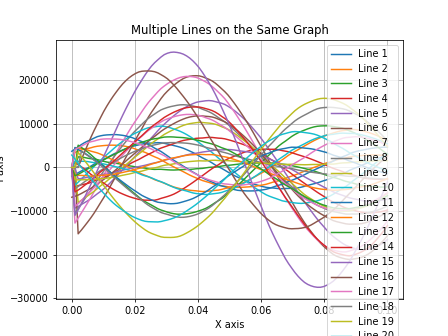 Multiple Lines on the Same Graph
20000
10000
0
−10000
−20000
−30000
0.00
0.02
0.04
0.06
0.08
X axis
Line 1
Line 2
Line 3
Line 4
Line 5
Line 6
Line 7
Line 8
Line 9
Line 10
Line 11
Line 12
Line 13
Line 14
Line 15
Line 16
Line 17
Line 18
Line 19
Line 20